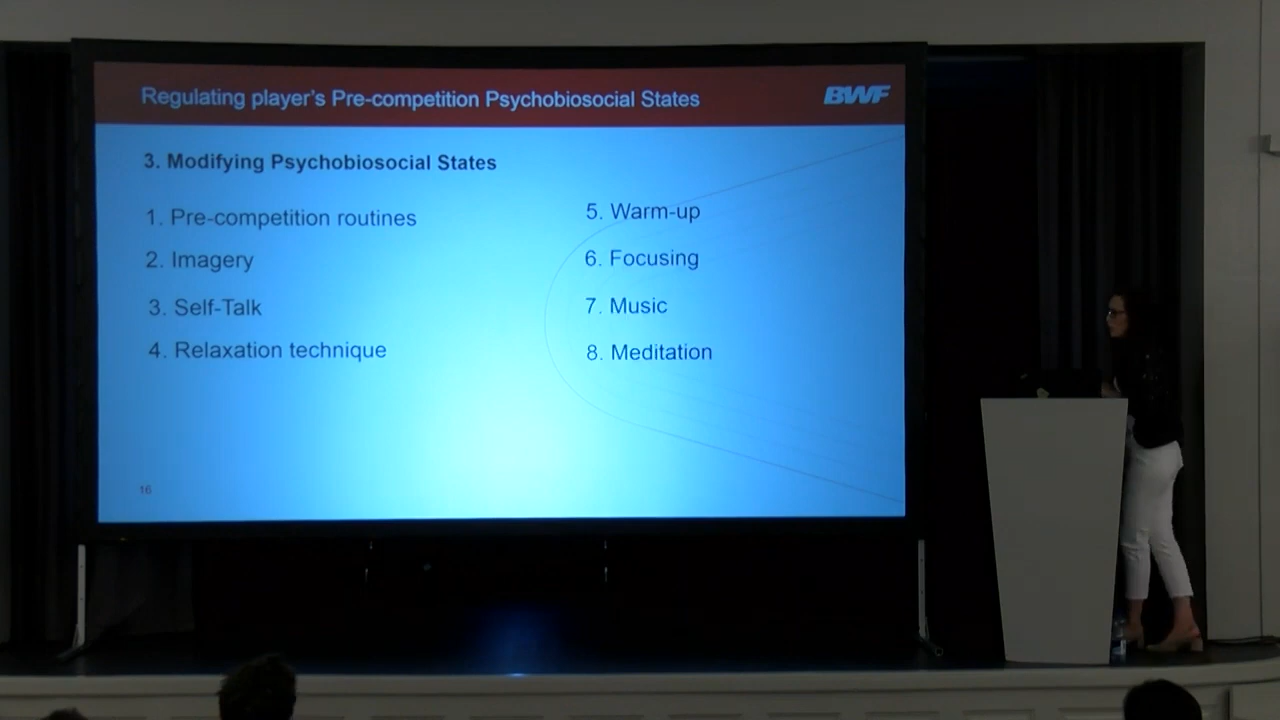 Regulating player's Pre-competition Psychobiosocial States
BWF
3. Modifying Psychobiosocial States
1. Pre-competition routines
2. Imagery
3. Self-Talk
4. Relaxation technique
5. Warm-up
6. Focusing
7. Music
8. Meditation
16